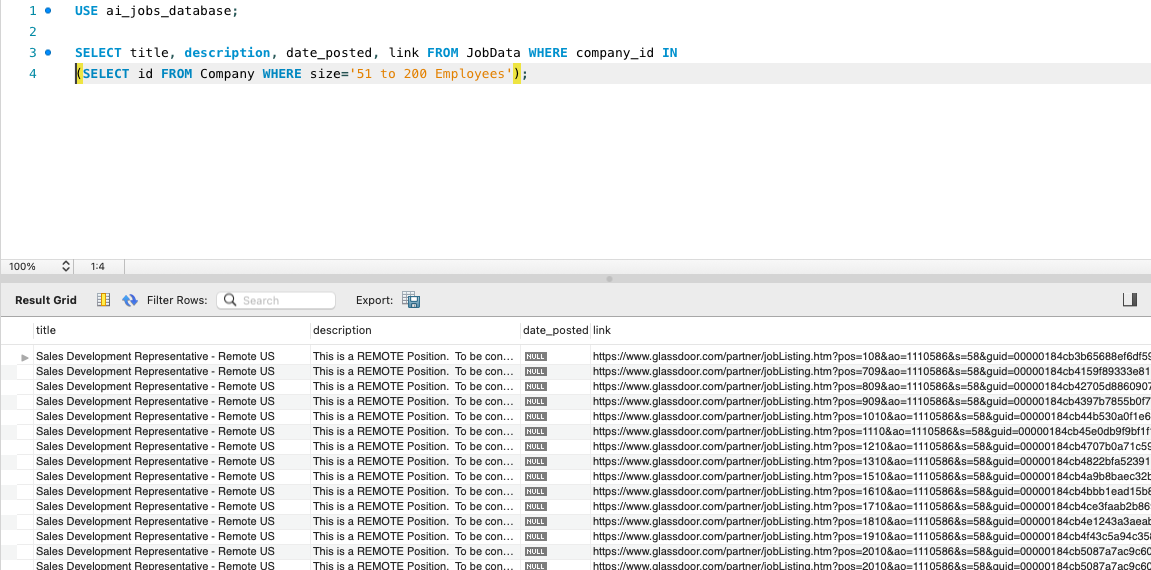 1 USE ai_jobs_database;
2
3 SELECT title, description, date_posted, link FROM JobData WHERE company_id IN
4 (SELECT id FROM Company WHERE size='51 to 200 Employees');
100% 1:4
Result Grid Filter Rows: Search Export:
title description date_posted link
Sales Development Representative - Remote US This is a REMOTE Position. To be con... NULL https://www.glassdoor.com/partner/jobListing.htm?pos=108&ao=1110586&s=58&guid=00000184cb3b65688ef6df59
Sales Development Representative - Remote US This is a REMOTE Position. To be con... NULL https://www.glassdoor.com/partner/jobListing.htm?pos=709&ao=1110586&s=58&guid=00000184cb4159f89333e81
Sales Development Representative - Remote US This is a REMOTE Position. To be con... NULL https://www.glassdoor.com/partner/jobListing.htm?pos=809&ao=1110586&s=58&guid=00000184cb42705d8860907
Sales Development Representative - Remote US This is a REMOTE Position. To be con... NULL https://www.glassdoor.com/partner/jobListing.htm?pos=909&ao=1110586&s=58&guid=00000184cb4397b7855b0f7
Sales Development Representative - Remote US This is a REMOTE Position. To be con... NULL https://www.glassdoor.com/partner/jobListing.htm?pos=1010&ao=1110586&s=58&guid=00000184cb44b530a0f1e6
Sales Development Representative - Remote US This is a REMOTE Position. To be con... NULL https://www.glassdoor.com/partner/jobListing.htm?pos=1110&ao=1110586&s=58&guid=00000184cb45e0db9f9bf1f
Sales Development Representative - Remote US This is a REMOTE Position. To be con... NULL https://www.glassdoor.com/partner/jobListing.htm?pos=1210&ao=1110586&s=58&guid=00000184cb4707b0a71c59
Sales Development Representative - Remote US This is a REMOTE Position. To be con... NULL https://www.glassdoor.com/partner/jobListing.htm?pos=1310&ao=1110586&s=58&guid=00000184cb4822bfa52391
Sales Development Representative - Remote US This is a REMOTE Position. To be con... NULL https://www.glassdoor.com/partner/jobListing.htm?pos=1510&ao=1110586&s=58&guid=00000184cb4a9b8baec32b
Sales Development Representative - Remote US This is a REMOTE Position. To be con... NULL https://www.glassdoor.com/partner/jobListing.htm?pos=1610&ao=1110586&s=58&guid=00000184cb4bbb1ead15b8
Sales Development Representative - Remote US This is a REMOTE Position. To be con... NULL https://www.glassdoor.com/partner/jobListing.htm?pos=1710&ao=1110586&s=58&guid=00000184cb4ce3faab2b86
Sales Development Representative - Remote US This is a REMOTE Position. To be con... NULL https://www.glassdoor.com/partner/jobListing.htm?pos=1810&ao=1110586&s=58&guid=00000184cb4e1243a3aeab
Sales Development Representative - Remote US This is a REMOTE Position. To be con... NULL https://www.glassdoor.com/partner/jobListing.htm?pos=1910&ao=1110586&s=58&guid=00000184cb4f43c5a94c35
Sales Development Representative - Remote US This is a REMOTE Position. To be con... NULL https://www.glassdoor.com/partner/jobListing.htm?pos=2010&ao=1110586&s=58&guid=00000184cb5087a7ac9c60
Sales Development Representative - Remote US This is a REMOTE Position. To be con... NULL https://www.glassdoor.com/partner/jobListing.htm?pos=2010&ao=1110586&s=58&guid=00000184cb5087a7ac9c60